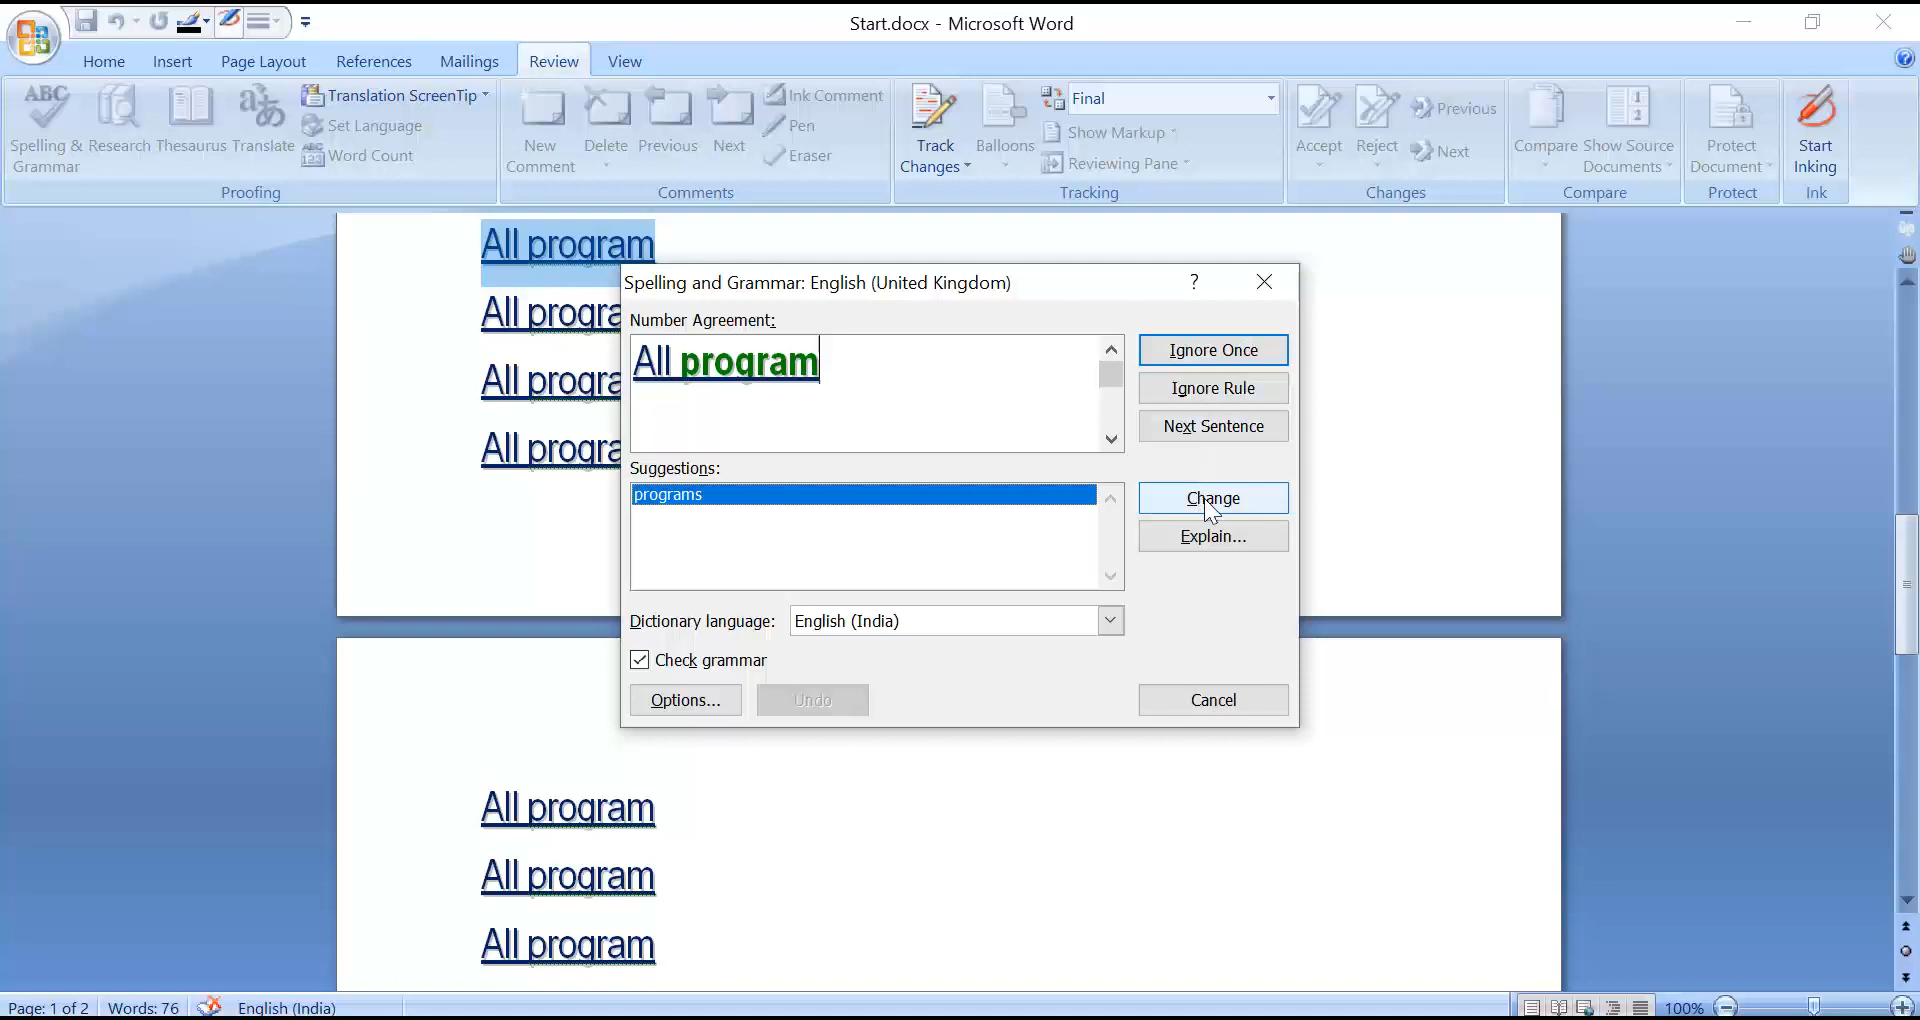 Start.docx - Microsoft Word
Home Insert Page Layout References Mailings Review View
ABC
Spelling & Grammar
Research
Thesaurus
Translate
Translation ScreenTip
Set Language
ABC 123 Word Count
Proofing
New Comment
Delete
Previous
Next
Ink Comment
Pen
Eraser
Comments
Track Changes
Balloons
Final
Show Markup
Reviewing Pane
Tracking
Accept
Reject
Previous
Next
Changes
Compare
Show Source Documents
Compare
Protect Document
Protect
Start Inking
Ink
All program
All progra
All progra
All progra
Spelling and Grammar: English (United Kingdom) ?
Number Agreement:
All program
Ignore Once
Ignore Rule
Next Sentence
Suggestions:
programs
Change
Explain...
Dictionary language: English (India)
Check grammar
Options... Undo Cancel
All program
All program
All program
Page: 1 of 2 Words: 76 English (India) 100%